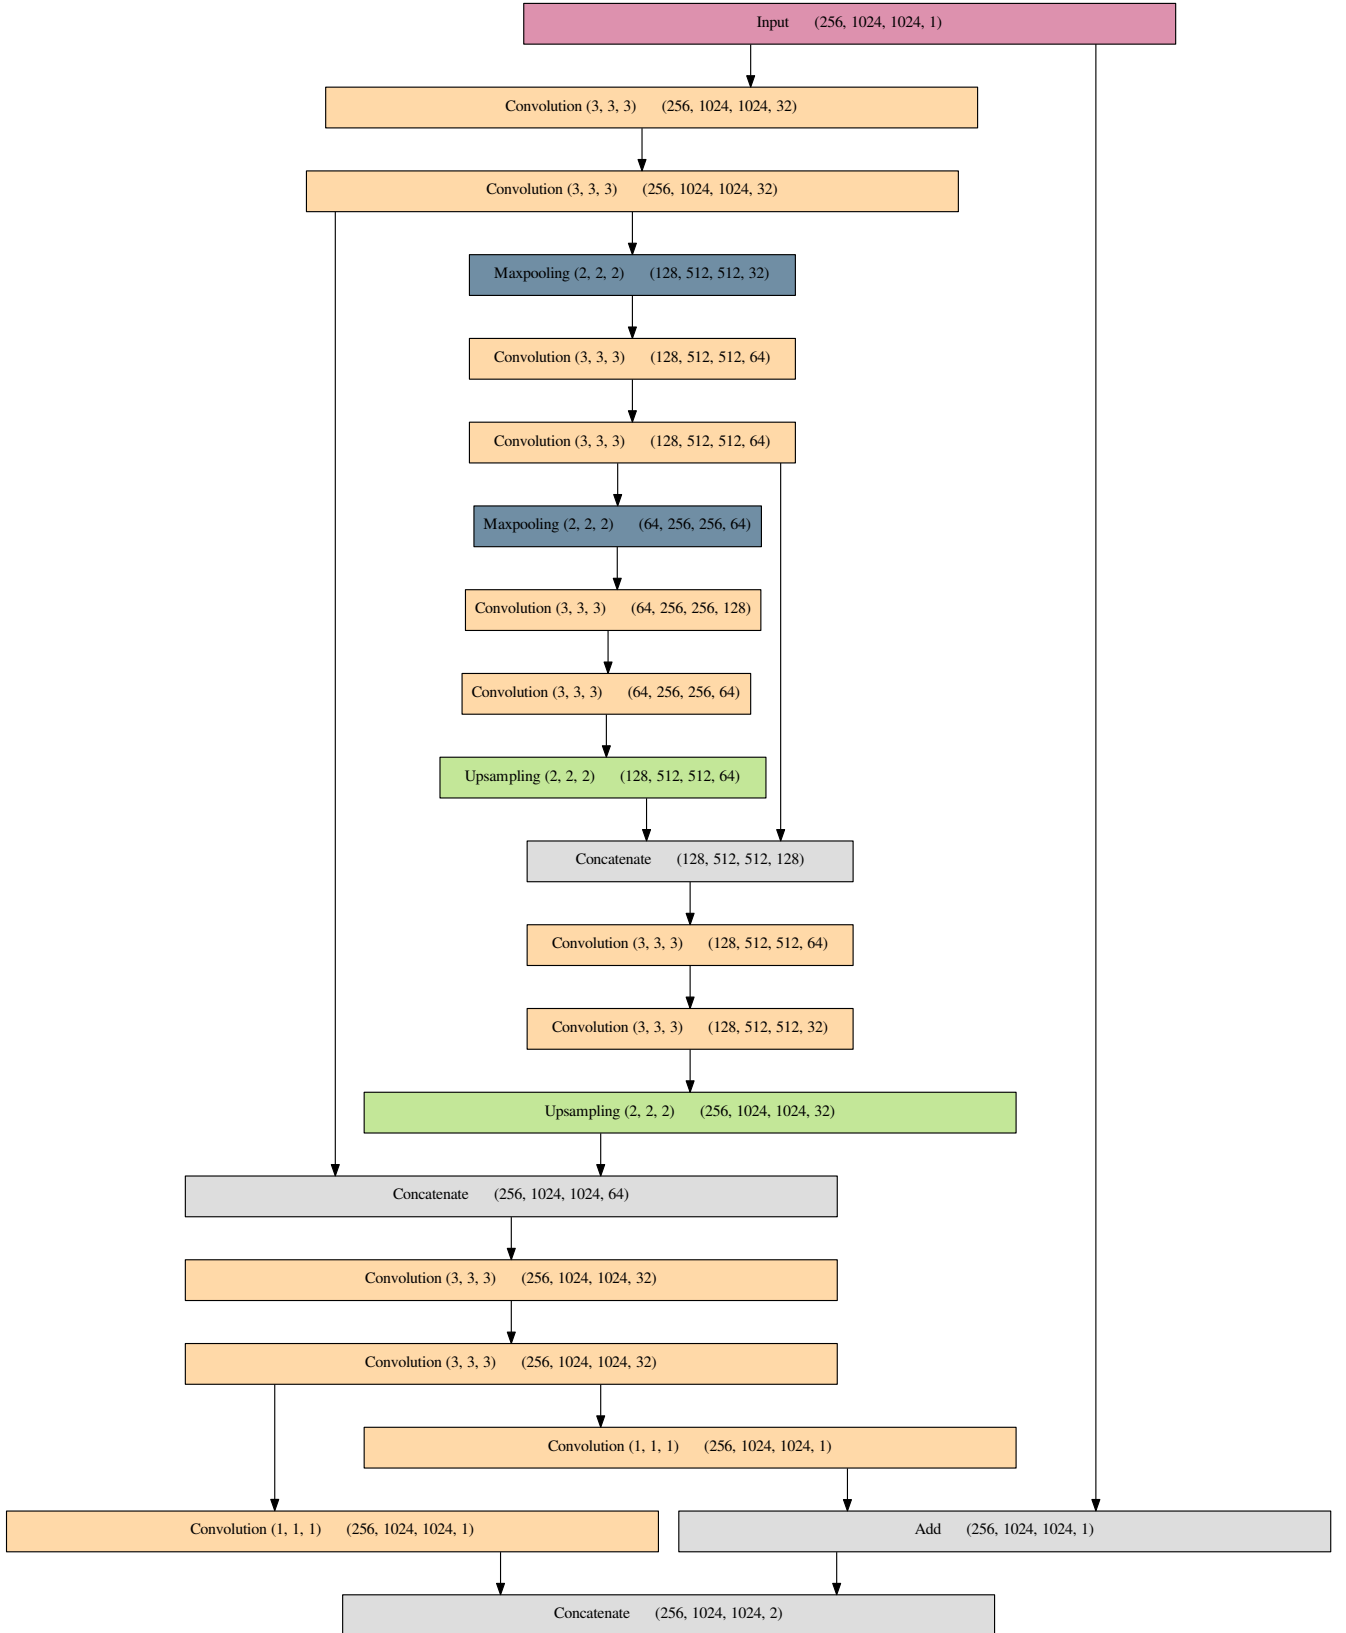 Input (256, 1024, 1024, 1)
Convolution (3, 3, 3) (256, 1024, 1024, 32)
Convolution (3, 3, 3) (256, 1024, 1024, 32)
Maxpooling (2, 2, 2) (128, 512, 512, 32)
Convolution (3, 3, 3) (128, 512, 512, 64)
Convolution (3, 3, 3) (128, 512, 512, 64)
Maxpooling (2, 2, 2) (64, 256, 256, 64)
Convolution (3, 3, 3) (64, 256, 256, 128)
Convolution (3, 3, 3) (64, 256, 256, 64)
Upsampling (2, 2, 2) (128, 512, 512, 64)
Concatenate (128, 512, 512, 128)
Convolution (3, 3, 3) (128, 512, 512, 64)
Convolution (3, 3, 3) (128, 512, 512, 32)
Upsampling (2, 2, 2) (256, 1024, 1024, 32)
Concatenate (256, 1024, 1024, 64)
Convolution (3, 3, 3) (256, 1024, 1024, 32)
Convolution (3, 3, 3) (256, 1024, 1024, 32)
Convolution (1, 1, 1) (256, 1024, 1024, 1)
Convolution (1, 1, 1) (256, 1024, 1024, 1)
Add (256, 1024, 1024, 1)
Concatenate (256, 1024, 1024, 2)